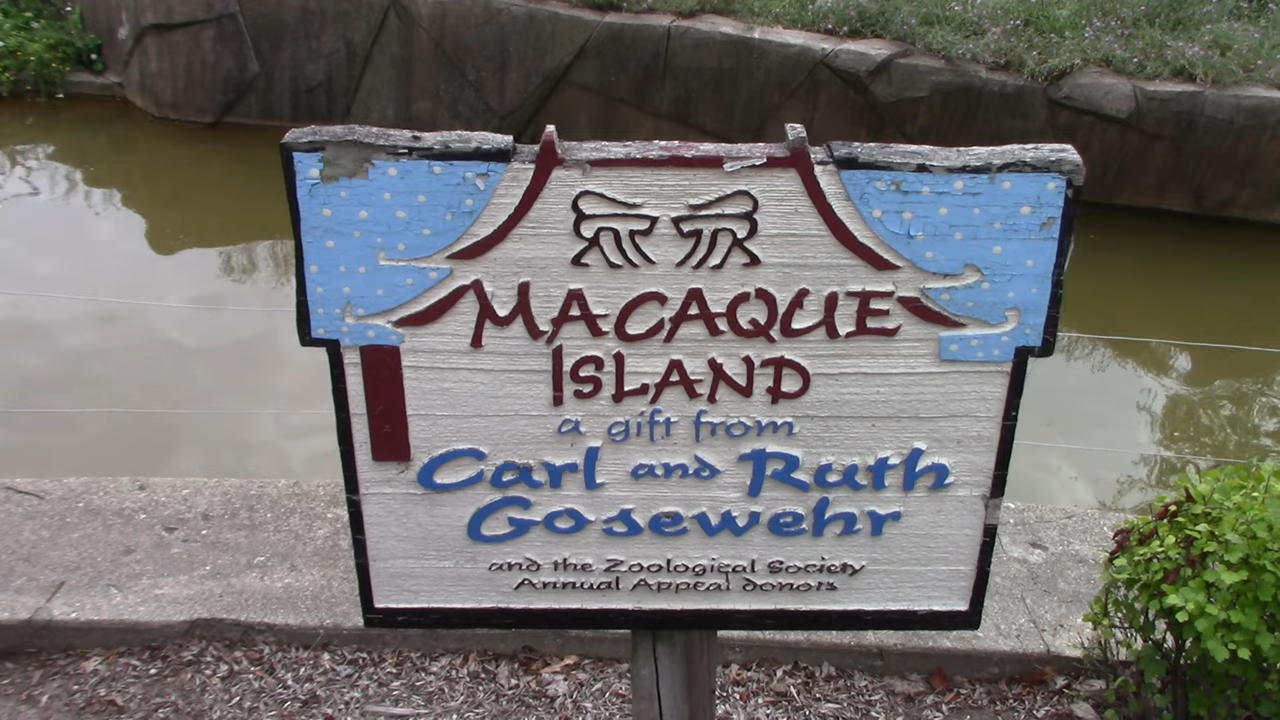 MACAQUE
ISLAND
a gift from
Carl and Ruth
Gosewehr
and the Zoological Society
Annual Appeal donors